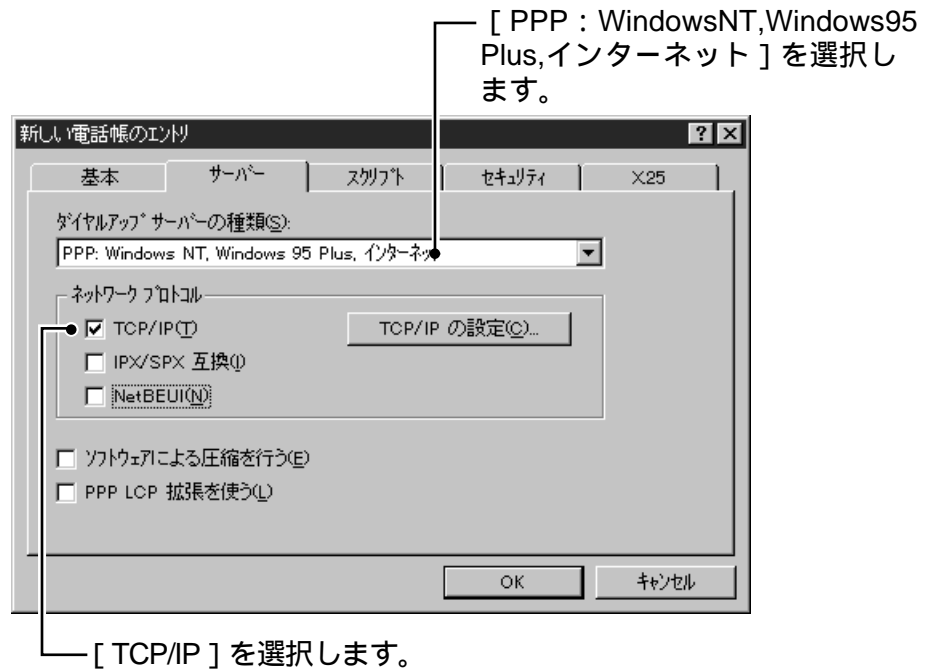 ［ PPP：WindowsNT,Windows95
Plus,インターネット ］を選択し
ます。
新しい電話帳のエントリ
基本 サーバー スクリプト セキュリティ X25
ﾀﾞｲﾔﾙｱｯﾌﾟ サーバーの種類(S):
PPP: Windows NT, Windows 95 Plus, インターネッ
ネットワーク プロトコル
TCP/IP(T) TCP/IP の設定(C)...
IPX/SPX 互換(I)
NetBEUI(N)
ソフトウェアによる圧縮を行う(E)
PPP LCP 拡張を使う(L)
OK キャンセル
［ TCP/IP ］を選択します。